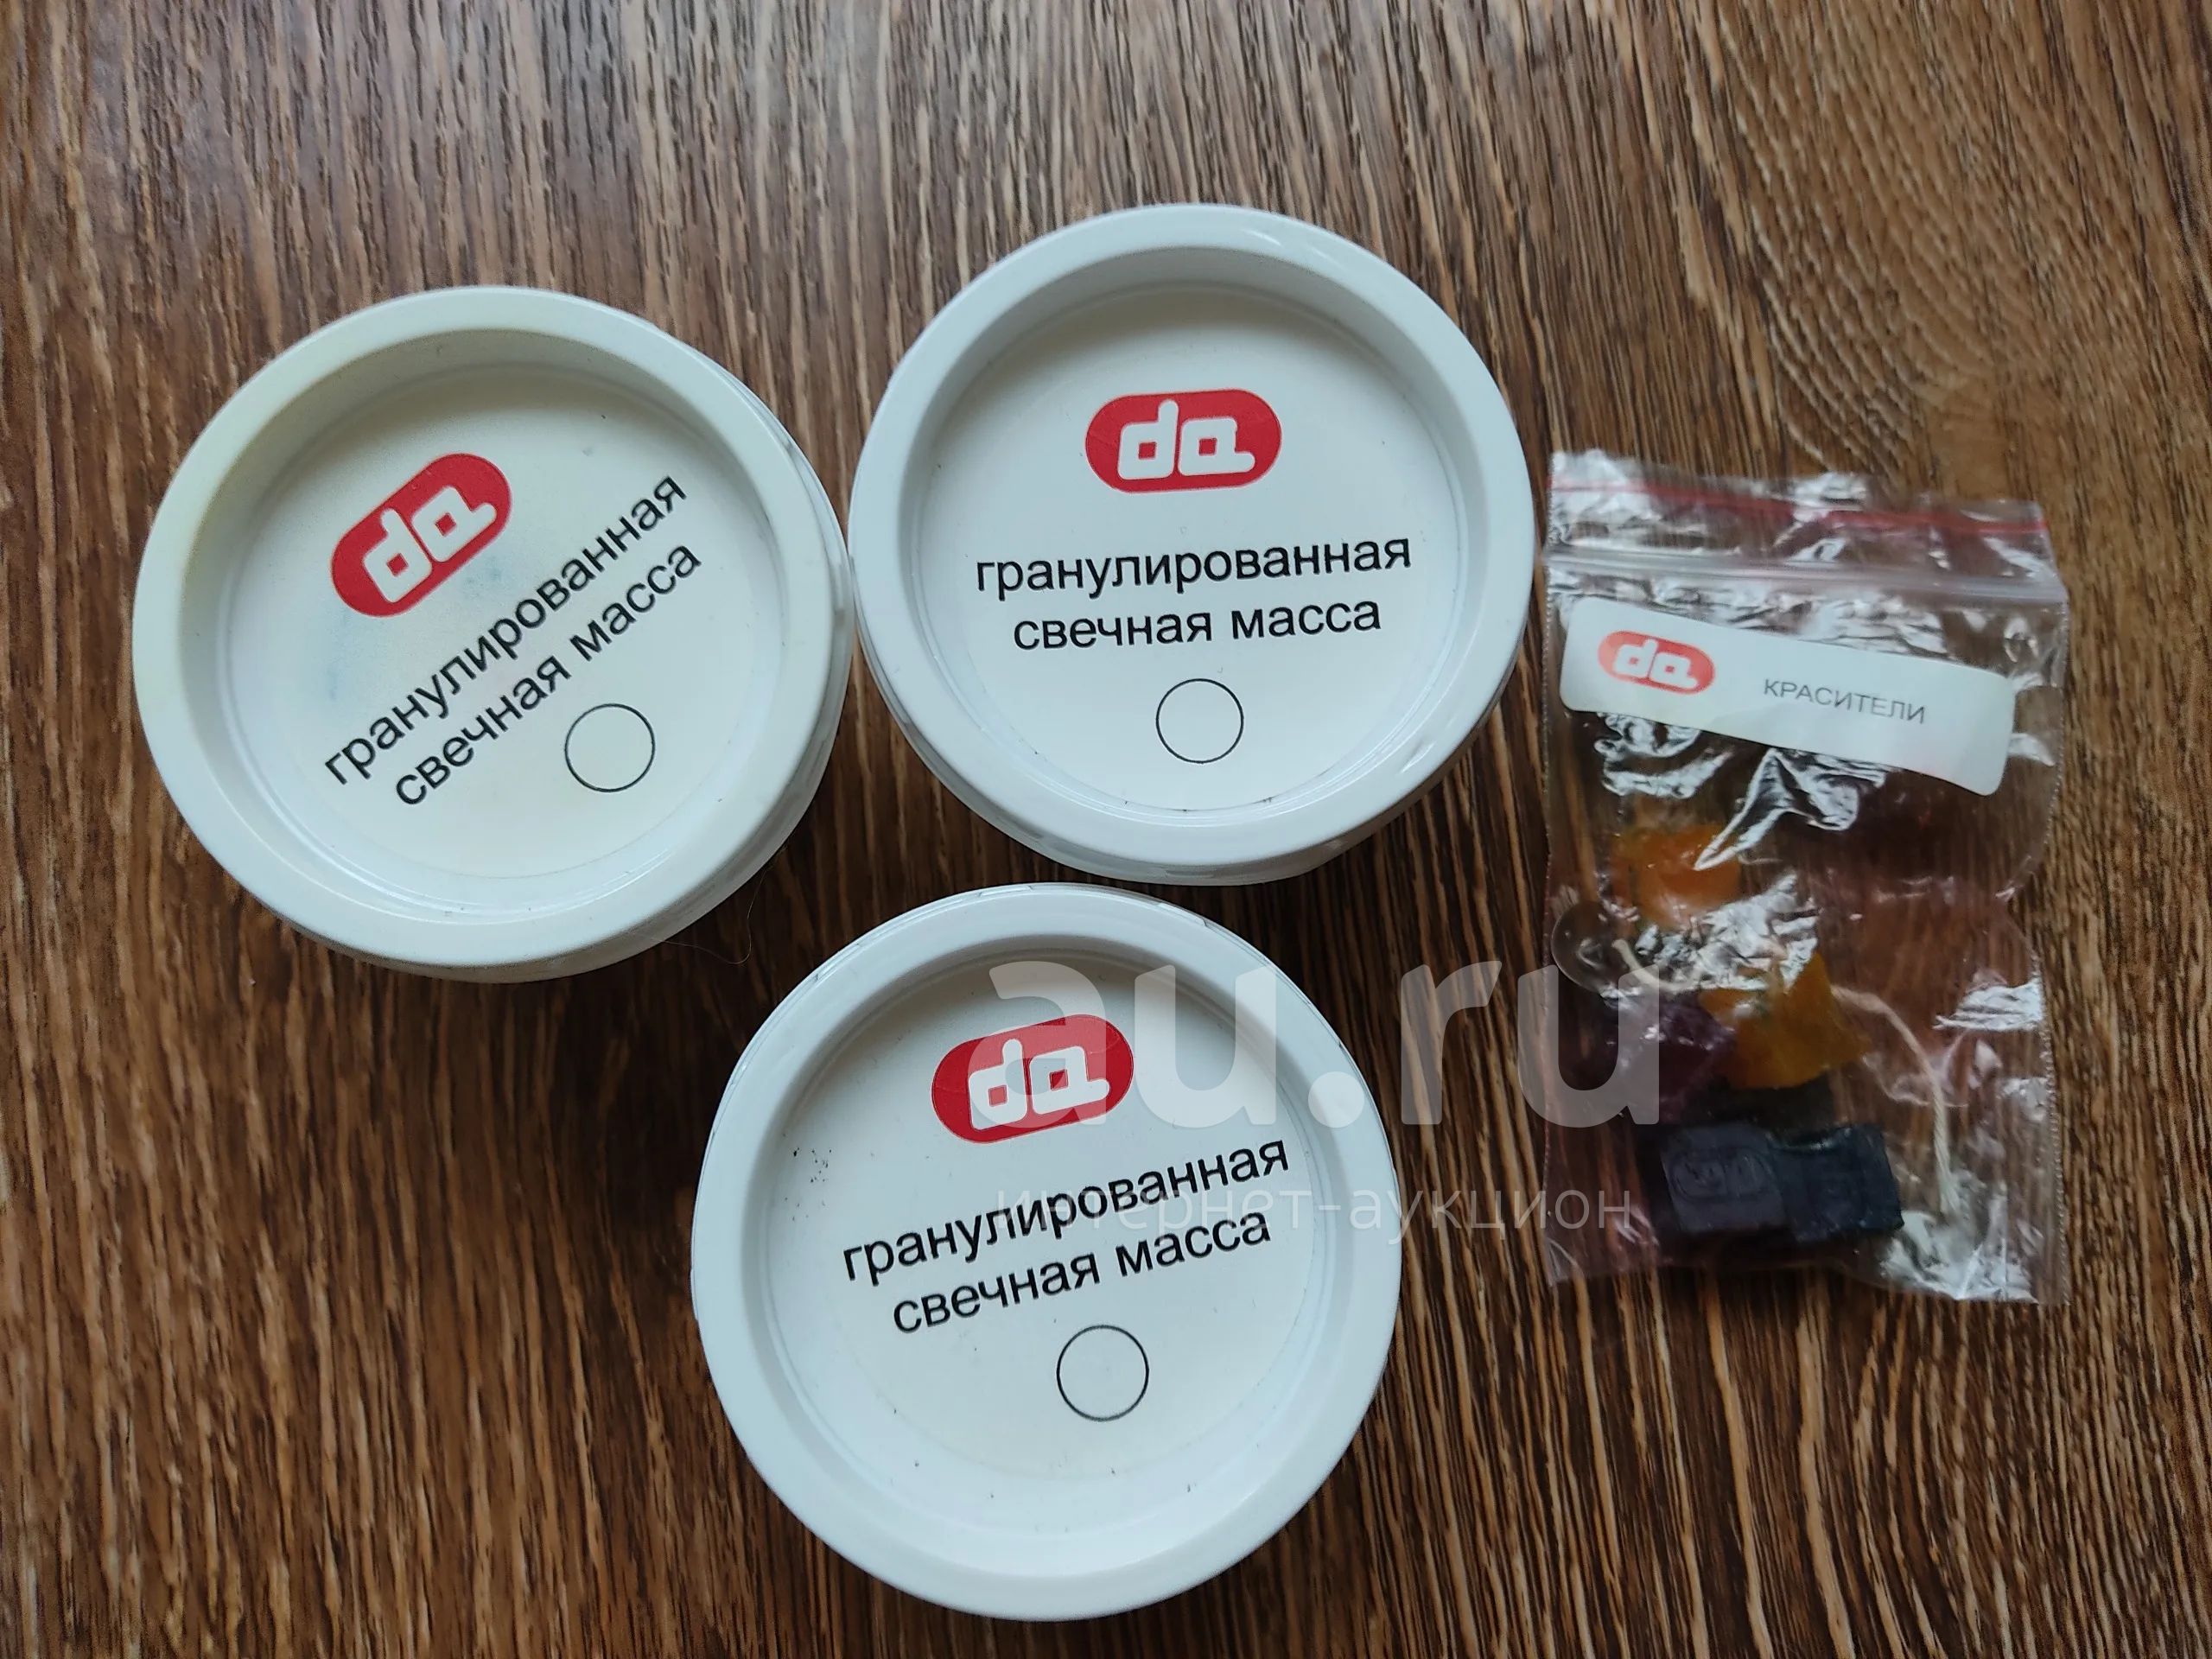 da
гранулированная
свечная масса
da
гранулированная
свечная масса
da
КРАСИТЕЛИ
da
гранулированная
свечная масса
au.ru
интернет-аукцион